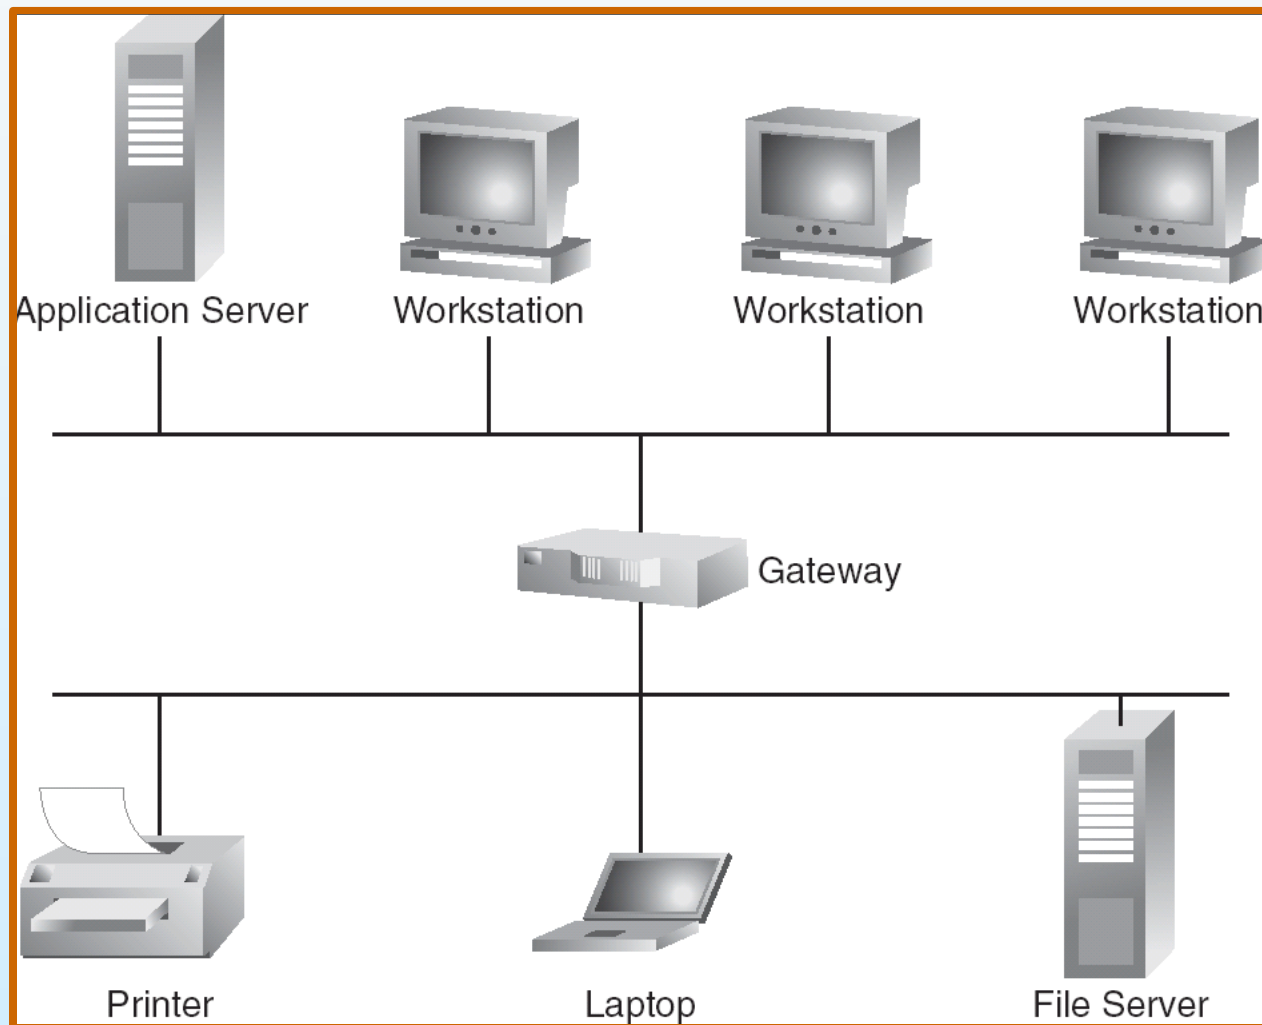 Application Server
Workstation
Workstation
Workstation
Gateway
Printer
Laptop
File Server